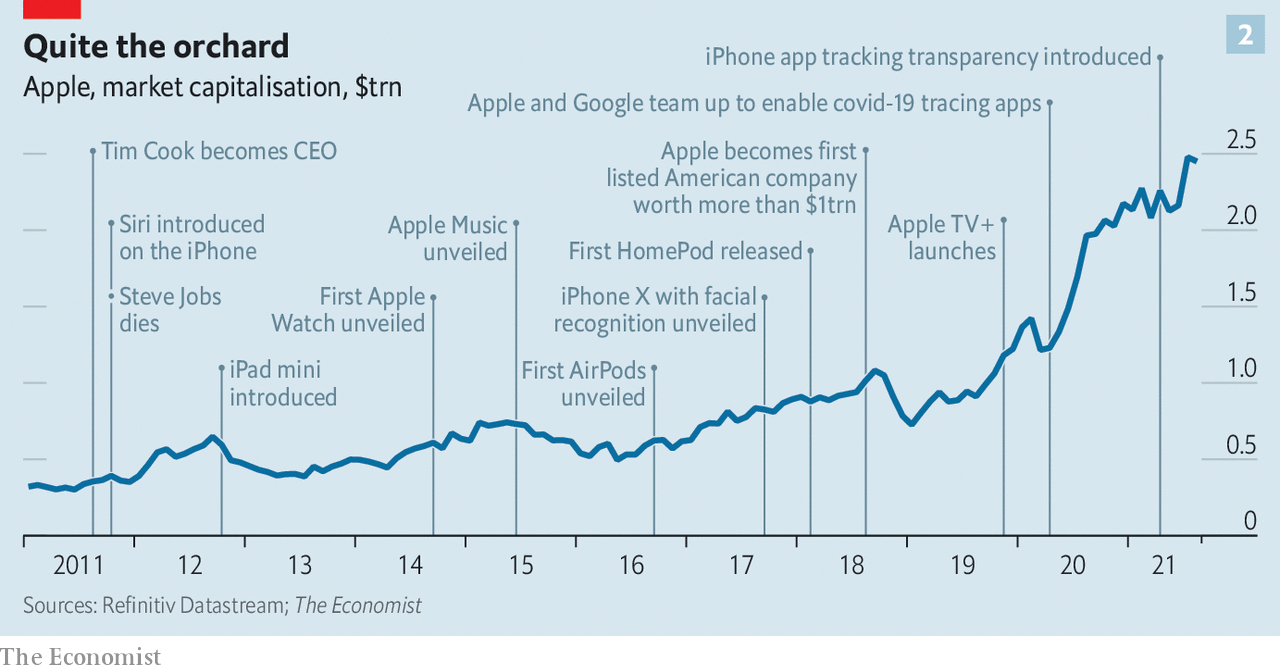 Quite the orchard
Apple, market capitalisation, $trn
2
iPhone app tracking transparency introduced
Apple and Google team up to enable covid-19 tracing apps
Tim Cook becomes CEO
Siri introduced
on the iPhone
Steve Jobs
dies
iPad mini
introduced
First Apple
Watch unveiled
Apple Music
unveiled
First AirPods
unveiled
iPhone X with facial
recognition unveiled
First HomePod released
Apple becomes first
listed American company
worth more than $1trn
Apple TV+
launches
2.5
2.0
1.5
1.0
0.5
0
2011 12 13 14 15 16 17 18 19 20 21
Sources: Refinitiv Datastream; The Economist
The Economist